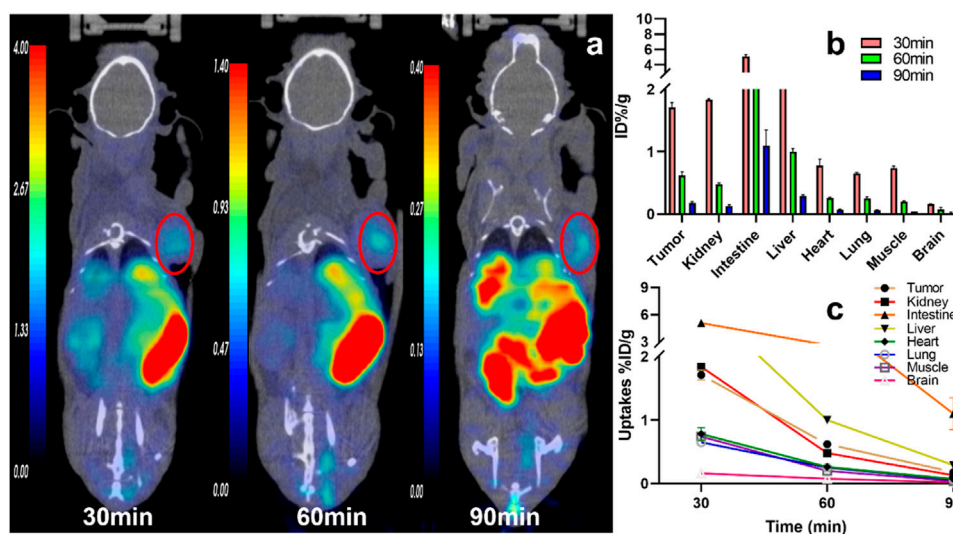 a
4.00
2.67
1.33
0.00
30min
1.40
0.93
0.47
0.00
60min
0.40
0.27
0.13
0.00
90min
b
ID%/g
10
8
6
4
2
2
1
0
30min
60min
90min
Tumor
Kidney
Intestine
Liver
Heart
Lung
Muscle
Brain
c
Uptakes %ID/g
9
6
3
2
1
0
30
60
9
Time (min)
Tumor
Kidney
Intestine
Liver
Heart
Lung
Muscle
Brain